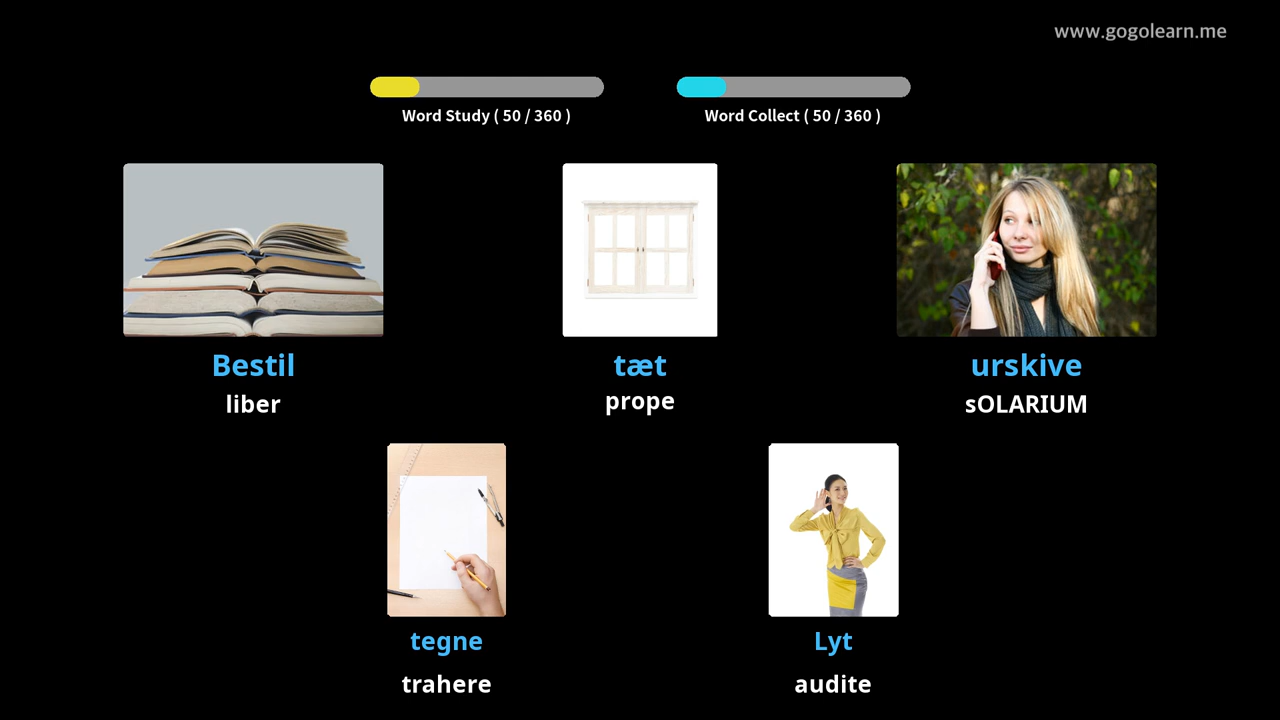 www.gogolearn.me
Word Study ( 50 / 360 )
Word Collect ( 50 / 360 )
Bestil
liber
tæt
prope
urskive
sOLARIUM
tegne
trahere
Lyt
audite